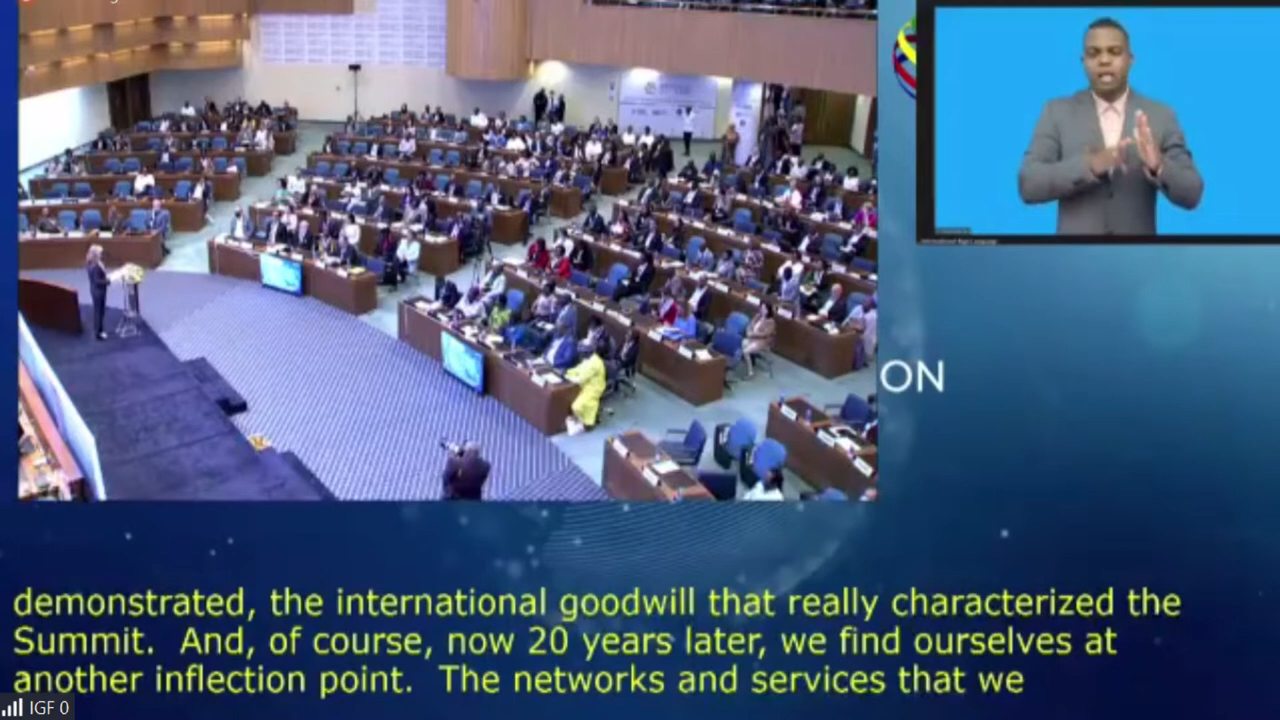 ON
demonstrated, the international goodwill that really characterized the
Summit.  And, of course, now 20 years later, we find ourselves at
another inflection point.  The networks and services that we
IGF 0